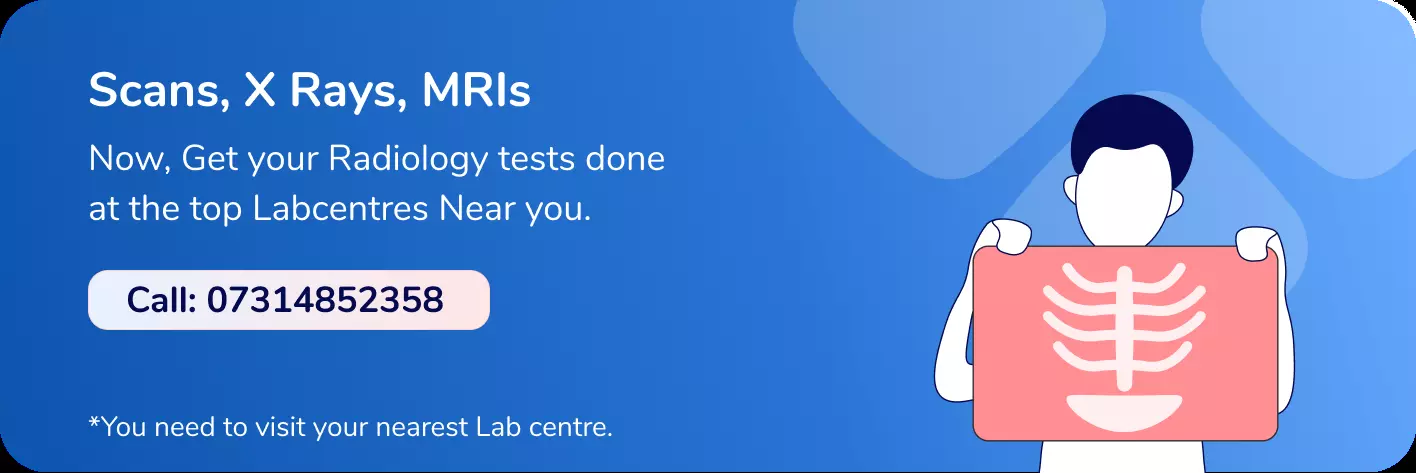 Scans, X Rays, MRIs
Now, Get your Radiology tests done
at the top Labcentres Near you.
Call: 07314852358
*You need to visit your nearest Lab centre.